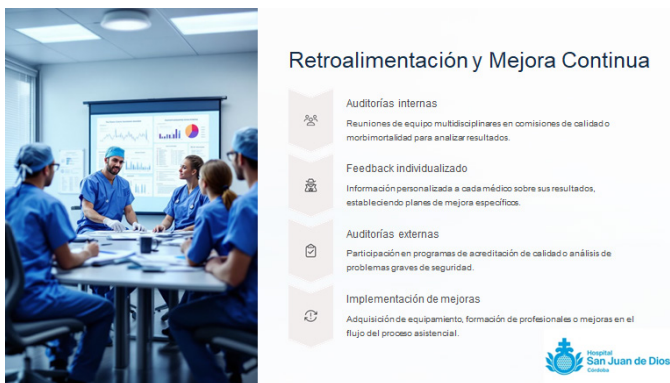 Retroalimentación y Mejora Continua
Auditorías internas
Reuniones de equipo multidisciplinares en comisiones de calidad o
morbimortalidad para analizar resultados.
Feedback individualizado
Información personalizada a cada médico sobre sus resultados,
estableciendo planes de mejora específicos.
Auditorías externas
Participación en programas de acreditación de calidad o análisis de
problemas graves de seguridad.
Implementación de mejoras
Adquisición de equipamiento, formación de profesionales o mejoras en el
flujo del proceso asistencial.
Hospital
San Juan de Dios
Córdoba